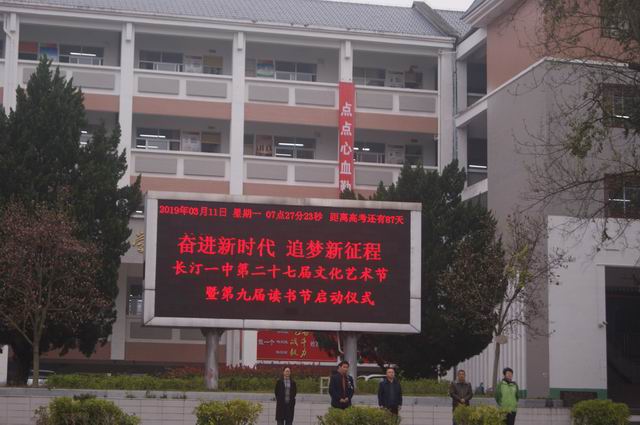 点点心血勤
2019年03月11日 星期一 07点27分23秒 距离高考还有87天
奋进新时代 追梦新征程
长汀一中第二十七届文化艺术节
暨第九届读书节启动仪式